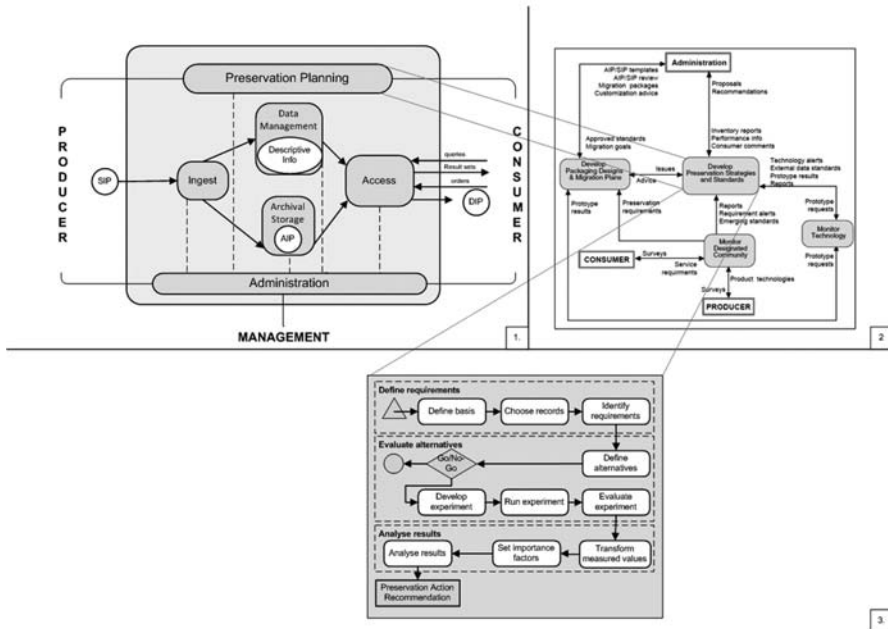 Preservation Planning
PRODUCER
CONSUMER
Data
Management
Descriptive
Info
SIP
Ingest
Access
queries
Result sets
orders
DIP
Archival
Storage
AIP
Administration
MANAGEMENT
1.
Administration
AIP/SIP templates
AIP/SIP review
Migration packages
Customization advice
Proposals
Recommendations
Approved standards
Migration goals
Inventory reports
Performance info
Consumer comments
Develop
Packaging Designs
& Migration Plans
Issues
Advice
Develop
Preservation Strategies
and Standards
Technology alerts
External data standards
Prototype results
Reports
Protoype
results
Preservation
requirements
Reports
Requirement alerts
Emerging standards
Prototype
requests
Monitor
Technology
Prototype
requests
Monitor
Designated
Community
CONSUMER
Surveys
Service
requirments
Product technologies
Surveys
PRODUCER
2
Define requirements
Define basis
Choose records
Identify
requirements
Evaluate alternatives
Go/No-
Go
Define
alternatives
Develop
experiment
Run experiment
Evaluate
experiment
Analyse results
Analyse results
Set importance
factors
Transform
measured values
Preservation Action
Recommendation
3.